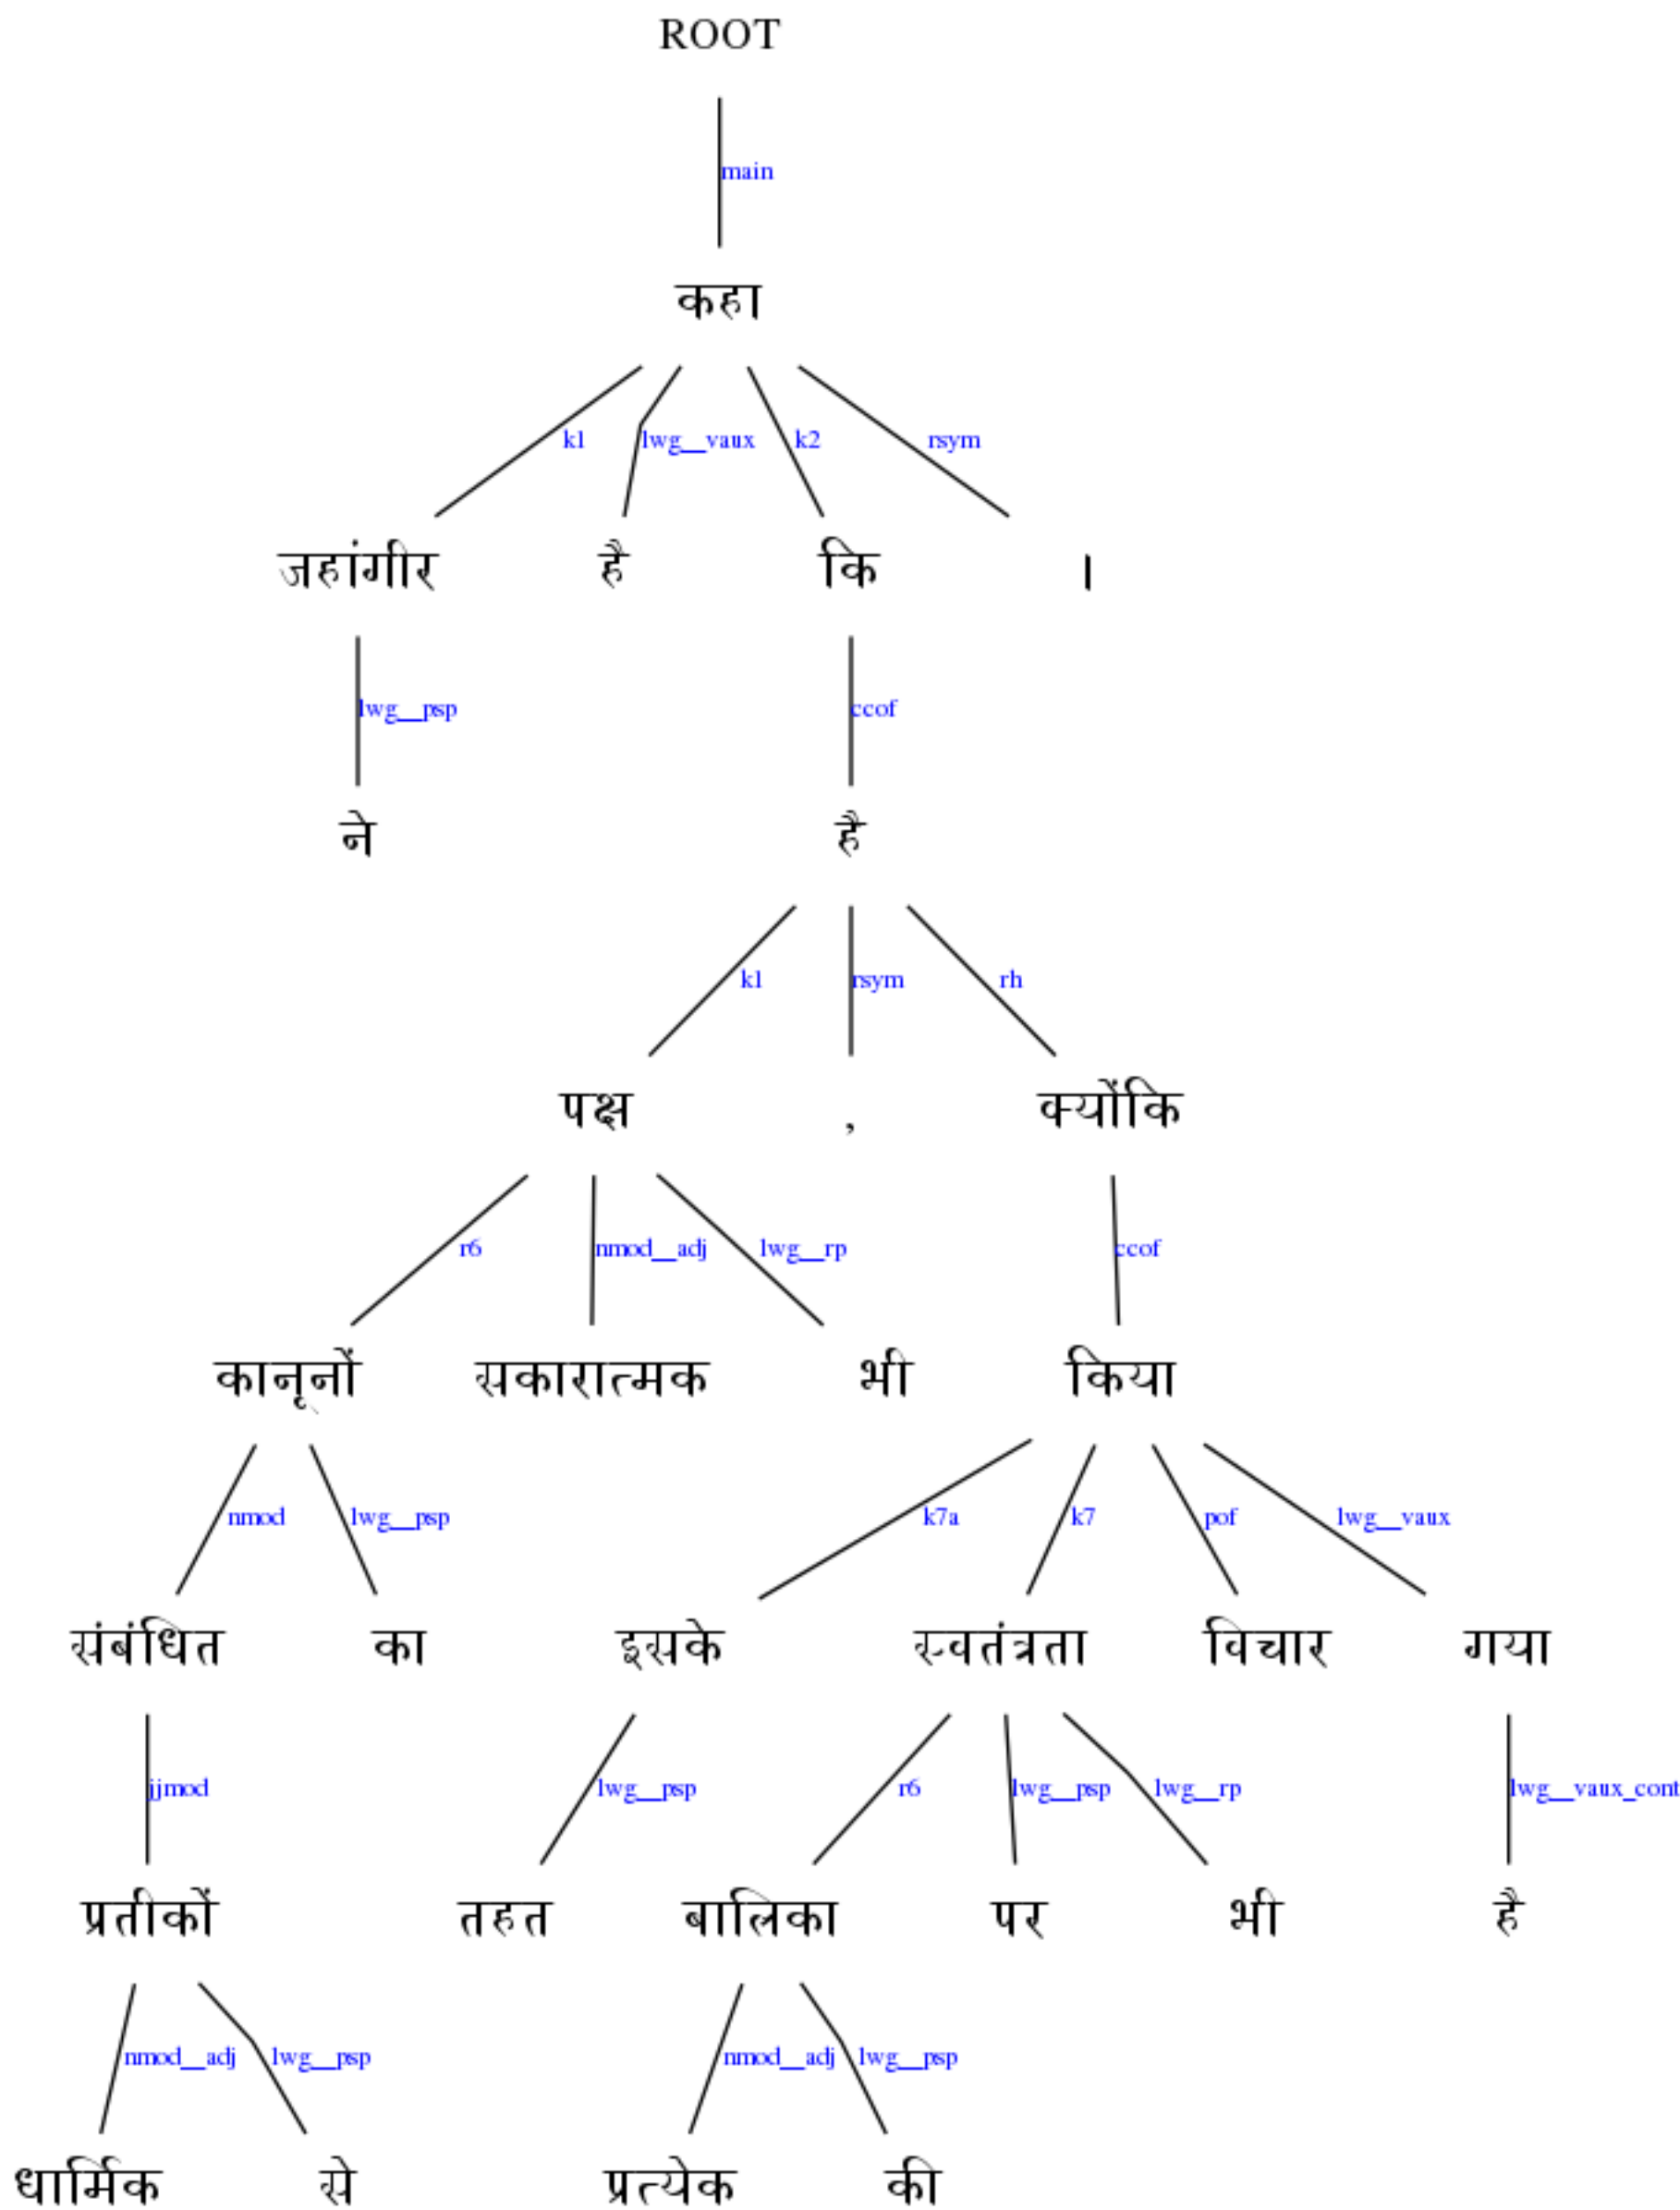 ROOT
main
कहा
k1 lwg__vaux k2 rsym
जहांगीर है कि ।
lwg__psp ccof
ने है
k1 rsym rh
पक्ष , क्योंकि
r6 nmod__adj lwg__rp ccof
कानूनों सकारात्मक भी किया
nmod lwg__psp k7a k7 pof lwg__vaux
संबंधित का इसके स्वतंत्रता विचार गया
jjmod lwg__psp r6 lwg__psp lwg__rp lwg__vaux_cont
प्रतीकों तहत बालिका पर भी है
nmod__adj lwg__psp nmod__adj lwg__psp
धार्मिक से प्रत्येक की